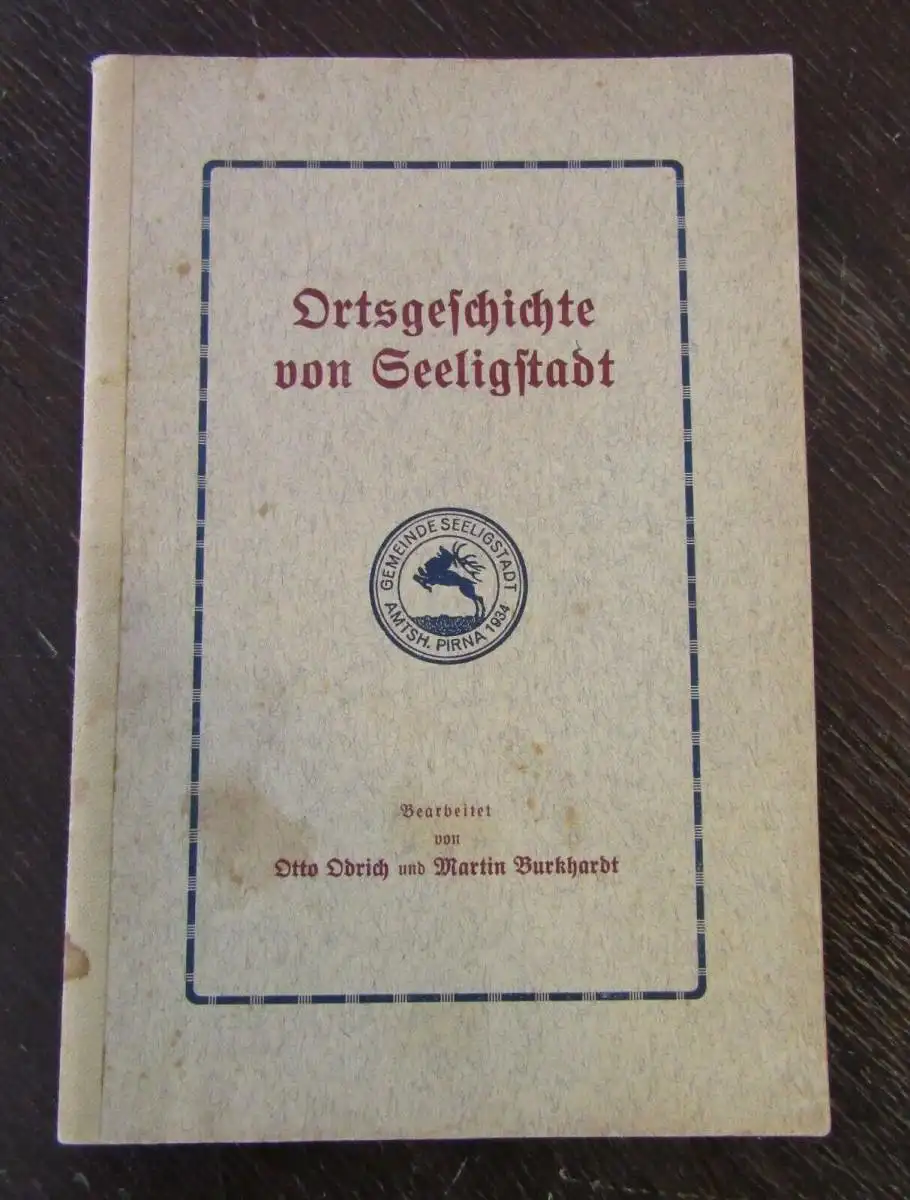 Ortsgeſchichte
von Seeligſtadt
GEMEINDE SEELIGSTADT
AMTSH. PIRNA 1934
Bearbeitet
von
Otto Odrich und Martin Burkhardt